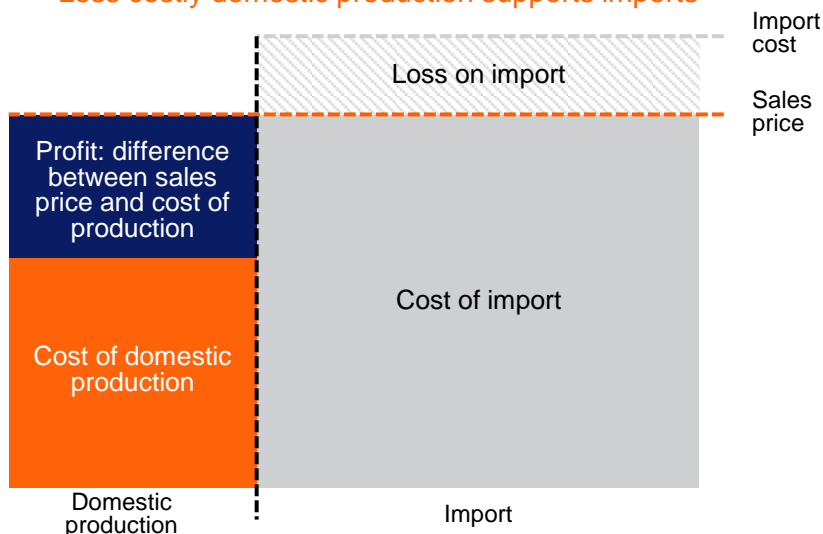 Less costly domestic production supports imports
Import
cost
Loss on import
Sales
price
Profit: difference
between sales
price and cost of
production
Cost of import
Cost of domestic
production
Domestic
production
Import